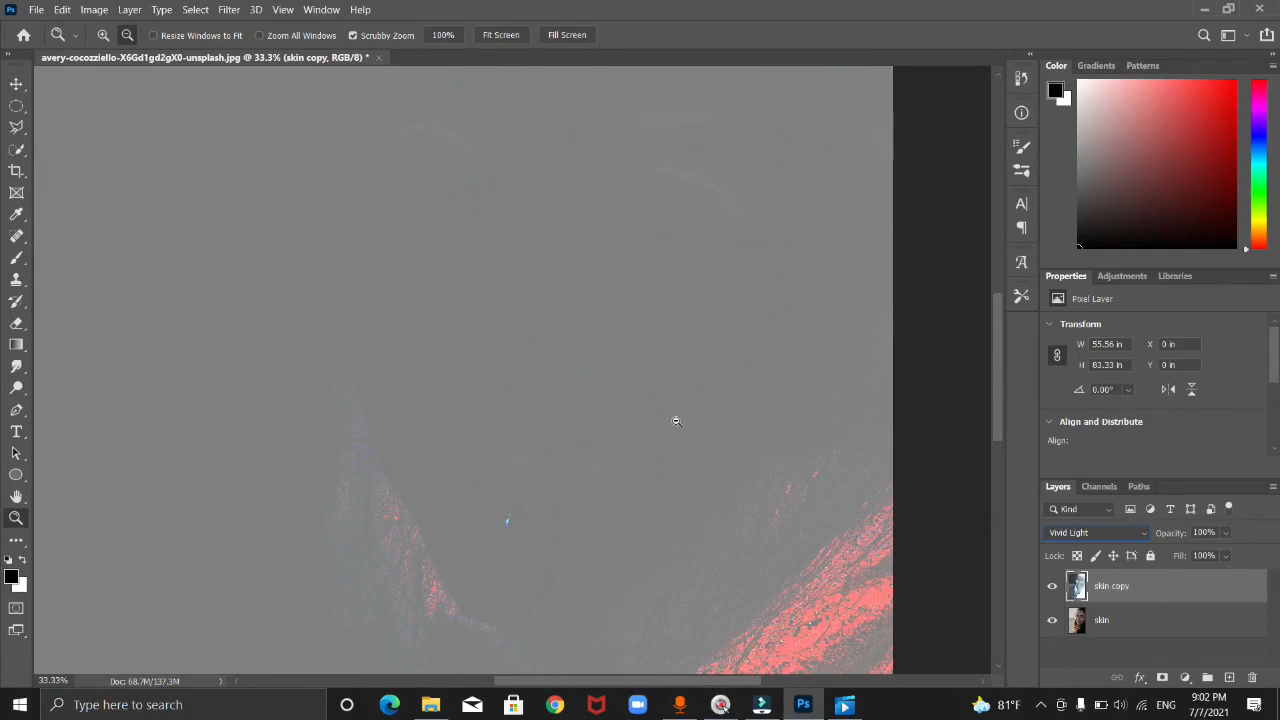 Ps File Edit Image Layer Type Select Filter 3D View Window Help
Resize Windows to Fit Zoom All Windows Scrubby Zoom 100% Fit Screen Fill Screen
avery-cocozziello-X6Gd1gd2gX0-unsplash.jpg @ 33.3% (skin copy, RGB/8) *
Color Gradients Patterns
Properties Adjustments Libraries
Pixel Layer
Transform
W 55.56 in X 0 in
H 83.33 in Y 0 in
0.00°
Align and Distribute
Align:
Layers Channels Paths
Kind
Vivid Light Opacity: 100%
Lock: Fill: 100%
skin copy
skin
fx
33.33% Doc: 68.7M/137.3M
Type here to search
Ps
81°F
ENG
9:02 PM
7/7/2021